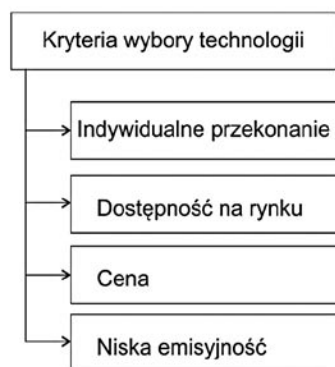 Kryteria wybory technologii
Indywidualne przekonanie
Dostępność na rynku
Cena
Niska emisyjność